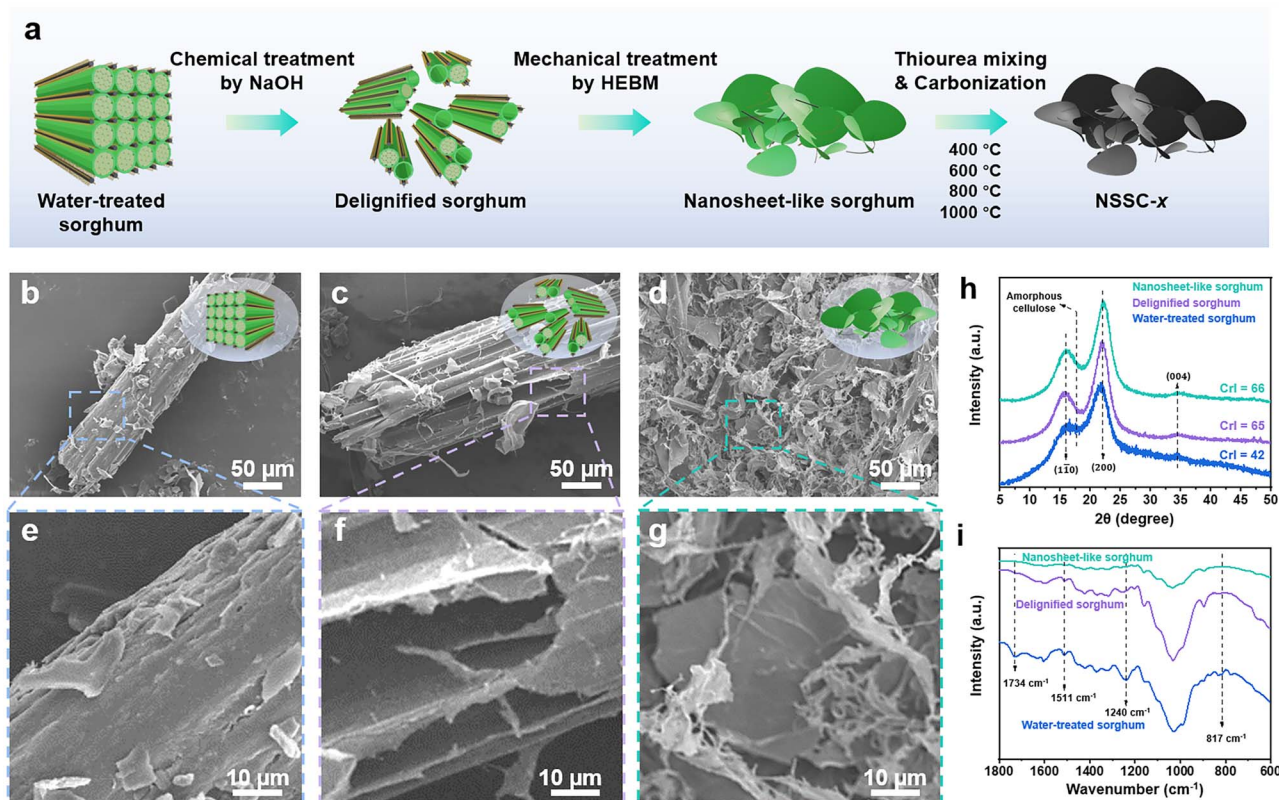 a
Chemical treatment
by NaOH
Mechanical treatment
by HEBM
Thiourea mixing
& Carbonization
400 °C
600 °C
800 °C
1000 °C
Water-treated
sorghum
Delignified sorghum
Nanosheet-like sorghum
NSSC-x
b
50 μm
c
50 μm
d
50 μm
e
10 μm
f
10 μm
g
10 μm
h
Nanosheet-like sorghum
Delignified sorghum
Water-treated sorghum
Amorphous
cellulose
(004)
CrI = 66
CrI = 65
CrI = 42
(11̅0)
(200)
Intensity (a.u.)
5 10 15 20 25 30 35 40 45 50
2θ (degree)
i
Nanosheet-like sorghum
Delignified sorghum
1734 cm⁻¹
1511 cm⁻¹
1240 cm⁻¹
817 cm⁻¹
Water-treated sorghum
Intensity (a.u.)
1800 1600 1400 1200 1000 800 600
Wavenumber (cm⁻¹)